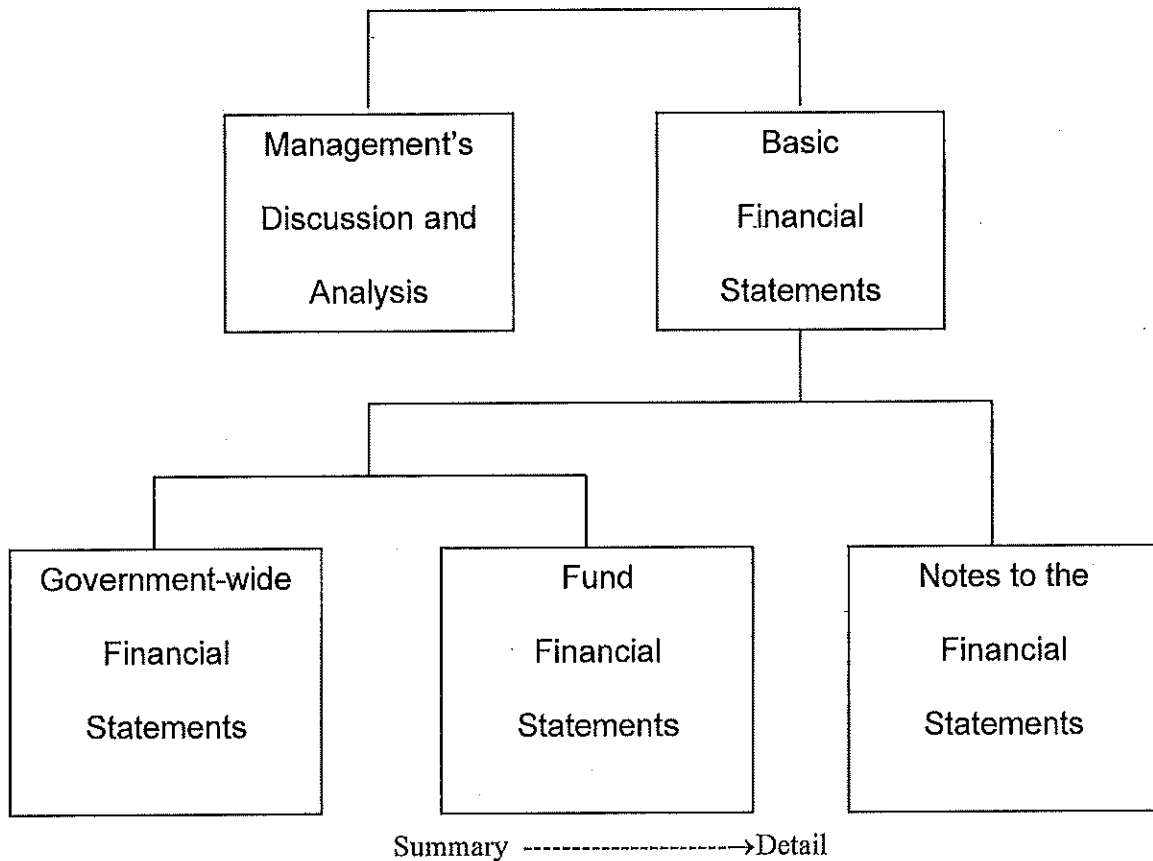 Management's
Discussion and
Analysis
Basic
Financial
Statements
Government-wide
Financial
Statements
Fund
Financial
Statements
Notes to the
Financial
Statements
Summary ---------------------→Detail